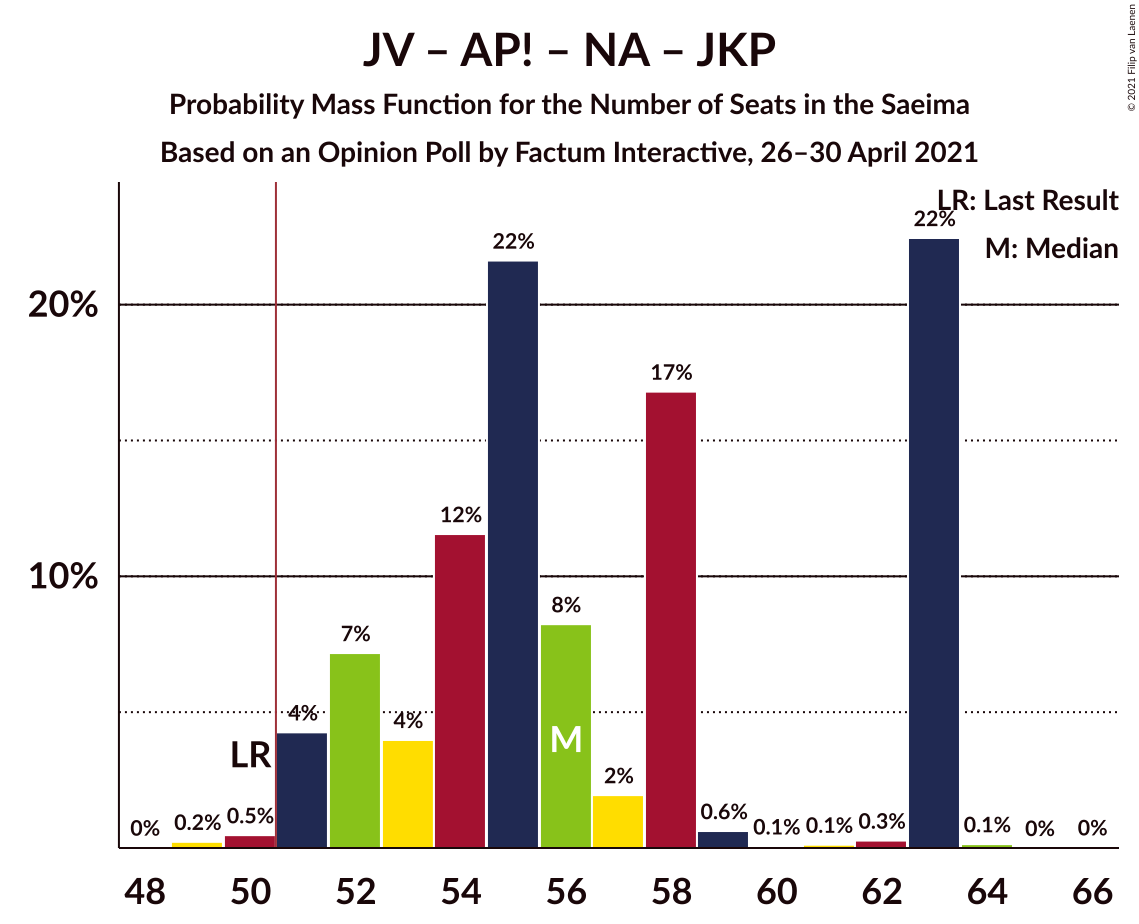 JV – AP! – NA – JKP
Probability Mass Function for the Number of Seats in the Saeima
Based on an Opinion Poll by Factum Interactive, 26–30 April 2021
© 2021 Filip van Laenen
LR: Last Result
M: Median
20%
10%
0%
0.2%
0.5%
4%
7%
4%
12%
22%
8%
2%
17%
0.6%
0.1%
0.1%
0.3%
22%
0.1%
0%
0%
LR
M
48 50 52 54 56 58 60 62 64 66